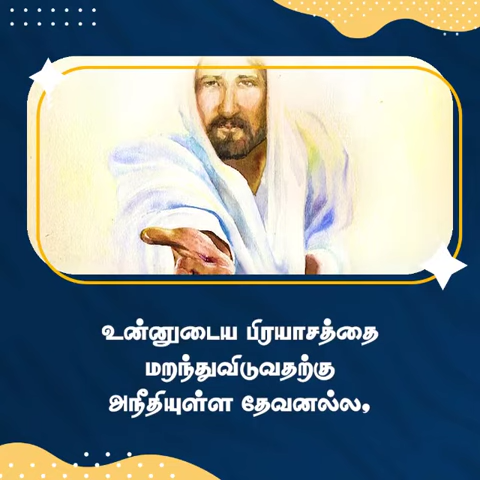 உன்னுடைய பிரயாசத்தை
மறந்துவிடுவதற்கு
அநீதியுள்ள தேவனல்ல,